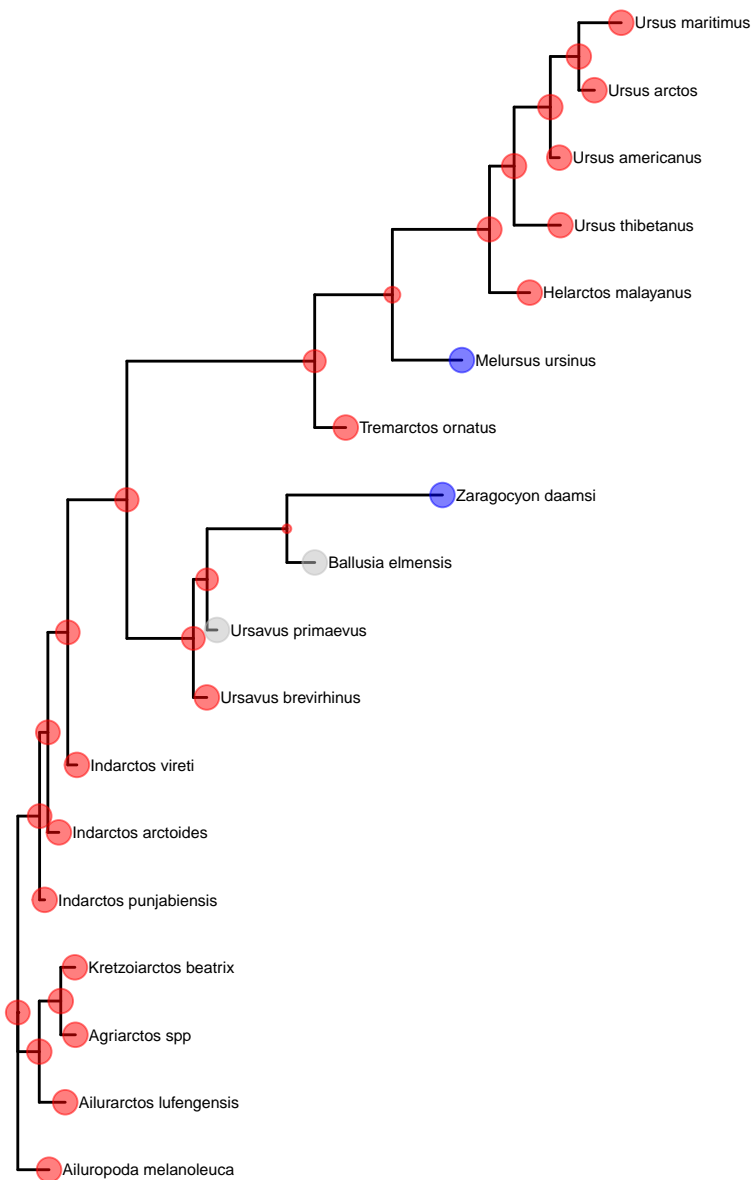 Ursus maritimus
Ursus arctos
Ursus americanus
Ursus thibetanus
Helarctos malayanus
Melursus ursinus
Tremarctos ornatus
Zaragocyon daamsi
Ballusia elmensis
Ursavus primaevus
Ursavus brevirhinus
Indarctos vireti
Indarctos arctoides
Indarctos punjabiensis
Kretzoiarctos beatrix
Agriarctos spp
Ailurarctos lufengensis
Ailuropoda melanoleuca